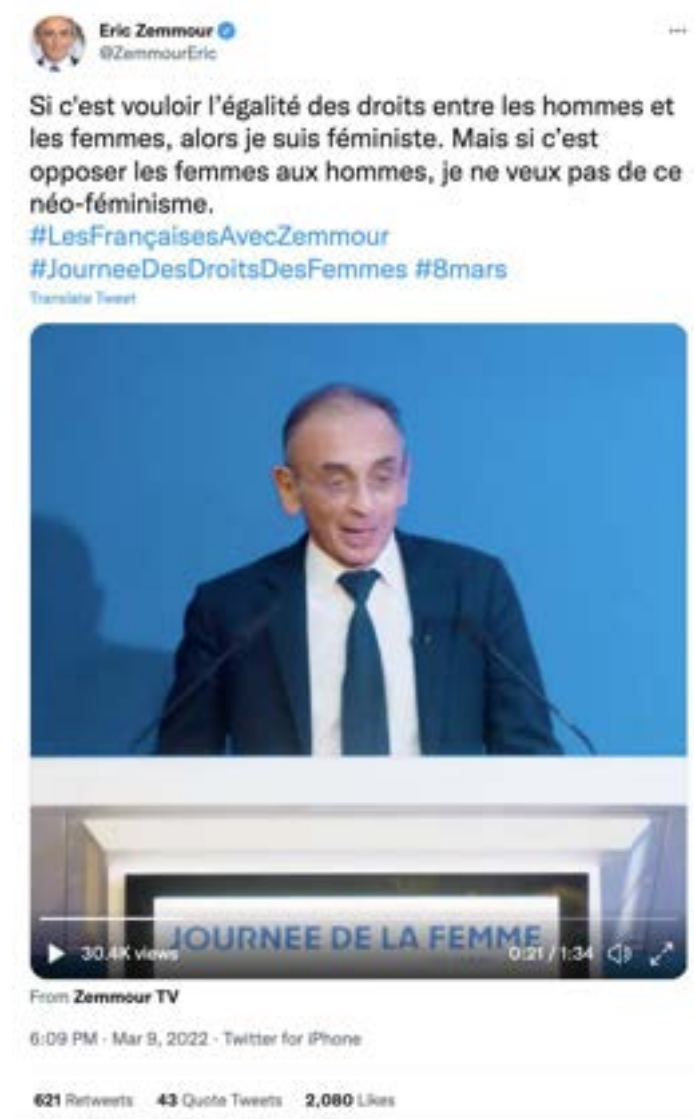 Eric Zemmour
@ZemmourEric
Si c'est vouloir l'égalité des droits entre les hommes et
les femmes, alors je suis féministe. Mais si c'est
opposer les femmes aux hommes, je ne veux pas de ce
néo-féminisme.
#LesFrançaisesAvecZemmour
#JourneeDesDroitsDesFemmes #8mars
Translate Tweet
JOURNEE DE LA FEMME
30.4K views 0:21 / 1:34
From Zemmour TV
6:09 PM · Mar 9, 2022 · Twitter for iPhone
621 Retweets 43 Quote Tweets 2,080 Likes